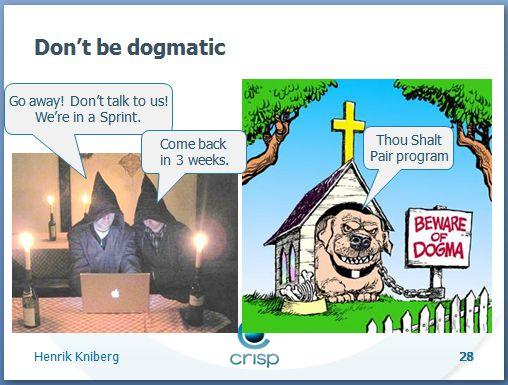 Don't be dogmatic
Go away! Don't talk to us!
We're in a Sprint.
Come back
in 3 weeks.
Thou Shalt
Pair program
BEWARE
OF
DOGMA
Henrik Kniberg
crisp
28